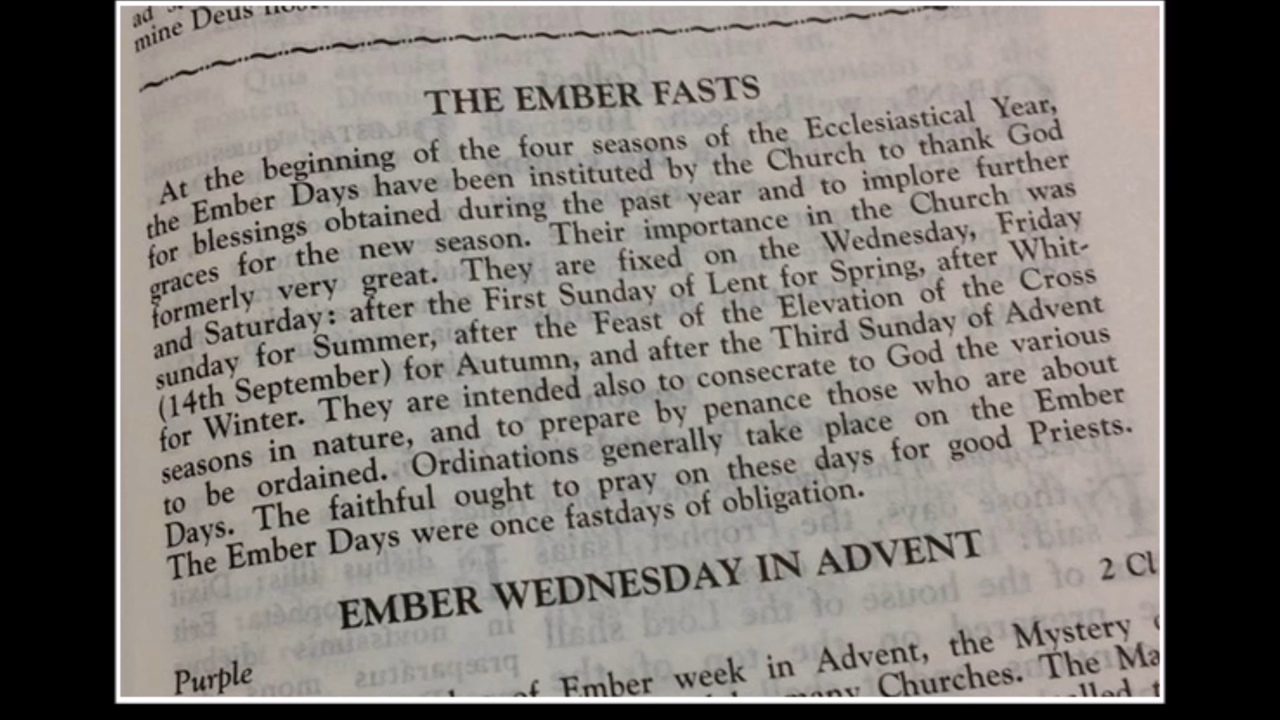 ad
mine Deus
THE EMBER FASTS
At the beginning of the four seasons of the Ecclesiastical Year,
the Ember Days have been instituted by the Church to thank God
for blessings obtained during the past year and to implore further
graces for the new season. Their importance in the Church was
formerly very great. They are fixed on the Wednesday, Friday
and Saturday: after the First Sunday of Lent for Spring, after Whit-
sunday for Summer, after the Feast of the Elevation of the Cross
(14th September) for Autumn, and after the Third Sunday of Advent
for Winter. They are intended also to consecrate to God the various
seasons in nature, and to prepare by penance those who are about
to be ordained. Ordinations generally take place on the Ember
Days. The faithful ought to pray on these days for good Priests.
The Ember Days were once fastdays of obligation.
EMBER WEDNESDAY IN ADVENT
2 Cl
Purple
of Ember week in Advent, the Mystery
many Churches. The Ma